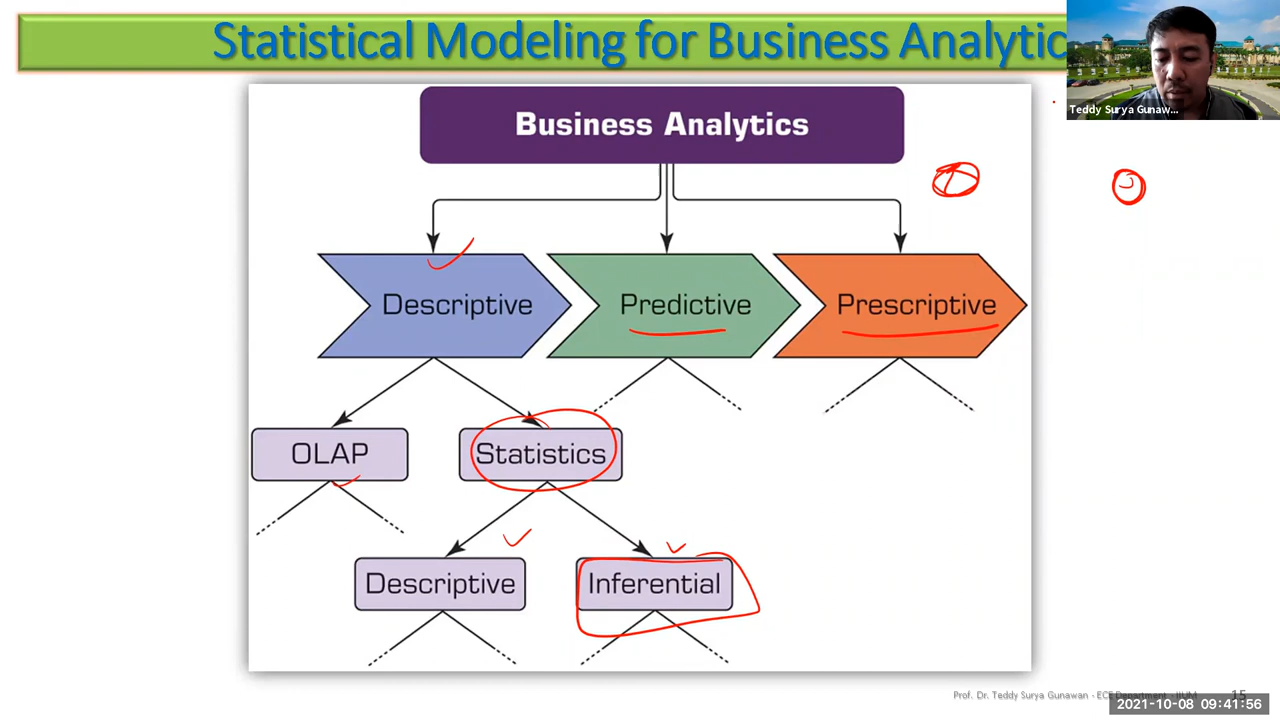 Statistical Modeling for Business Analytic
Teddy Surya Gunaw...
Business Analytics
Descriptive
Predictive
Prescriptive
OLAP
Statistics
Descriptive
Inferential
Prof. Dr. Teddy Surya Gunawan - ECE Department - IIUM
15
2021-10-08 09:41:56